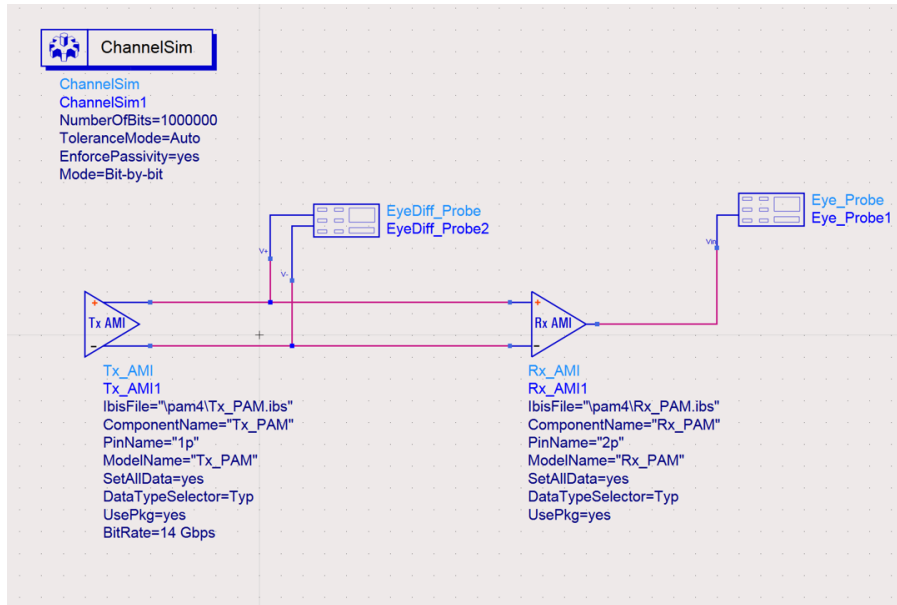 ChannelSim
ChannelSim
ChannelSim1
NumberOfBits=1000000
ToleranceMode=Auto
EnforcePassivity=yes
Mode=Bit-by-bit
EyeDiff_Probe
EyeDiff_Probe2
Eye_Probe
Eye_Probe1
V+
V-
Vin
+
Tx AMI
−
+
Rx AMI
−
Tx_AMI
Tx_AMI1
IbisFile="\pam4\Tx_PAM.ibs"
ComponentName="Tx_PAM"
PinName="1p"
ModelName="Tx_PAM"
SetAllData=yes
DataTypeSelector=Typ
UsePkg=yes
BitRate=14 Gbps
Rx_AMI
Rx_AMI1
IbisFile="\pam4\Rx_PAM.ibs"
ComponentName="Rx_PAM"
PinName="2p"
ModelName="Rx_PAM"
SetAllData=yes
DataTypeSelector=Typ
UsePkg=yes